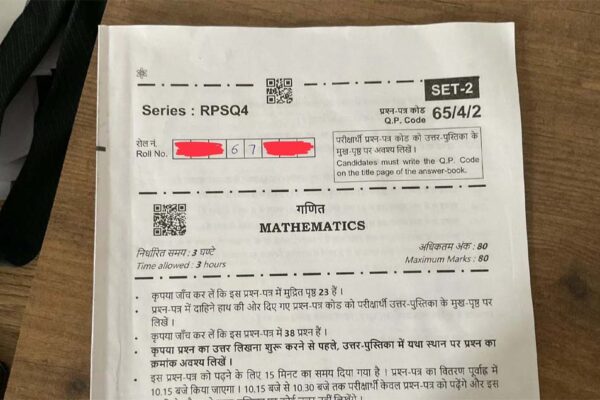 SET-2
Series : RPSQ4
प्रश्न-पत्र कोड
Q.P. Code 65/4/2
रोल नं.
Roll No.
6 7
परीक्षार्थी प्रश्न-पत्र कोड को उत्तर-पुस्तिका के
मुख-पृष्ठ पर अवश्य लिखें ।
Candidates must write the Q.P. Code
on the title page of the answer-book.
गणित
MATHEMATICS
निर्धारित समय : 3 घण्टे
Time allowed : 3 hours
अधिकतम अंक : 80
Maximum Marks : 80
• कृपया जाँच कर लें कि इस प्रश्न-पत्र में मुद्रित पृष्ठ 23 हैं ।
• प्रश्न-पत्र में दाहिने हाथ की ओर दिए गए प्रश्न-पत्र कोड को परीक्षार्थी उत्तर-पुस्तिका के मुख-पृष्ठ पर
लिखें ।
• कृपया जाँच कर लें कि इस प्रश्न-पत्र में 38 प्रश्न हैं ।
• कृपया प्रश्न का उत्तर लिखना शुरू करने से पहले, उत्तर-पुस्तिका में यथा स्थान पर प्रश्न का
क्रमांक अवश्य लिखें ।
• इस प्रश्न-पत्र को पढ़ने के लिए 15 मिनट का समय दिया गया है । प्रश्न-पत्र का वितरण पूर्वाह्न में
10.15 बजे किया जाएगा । 10.15 बजे से 10.30 बजे तक परीक्षार्थी केवल प्रश्न-पत्र को पढ़ेंगे और इस